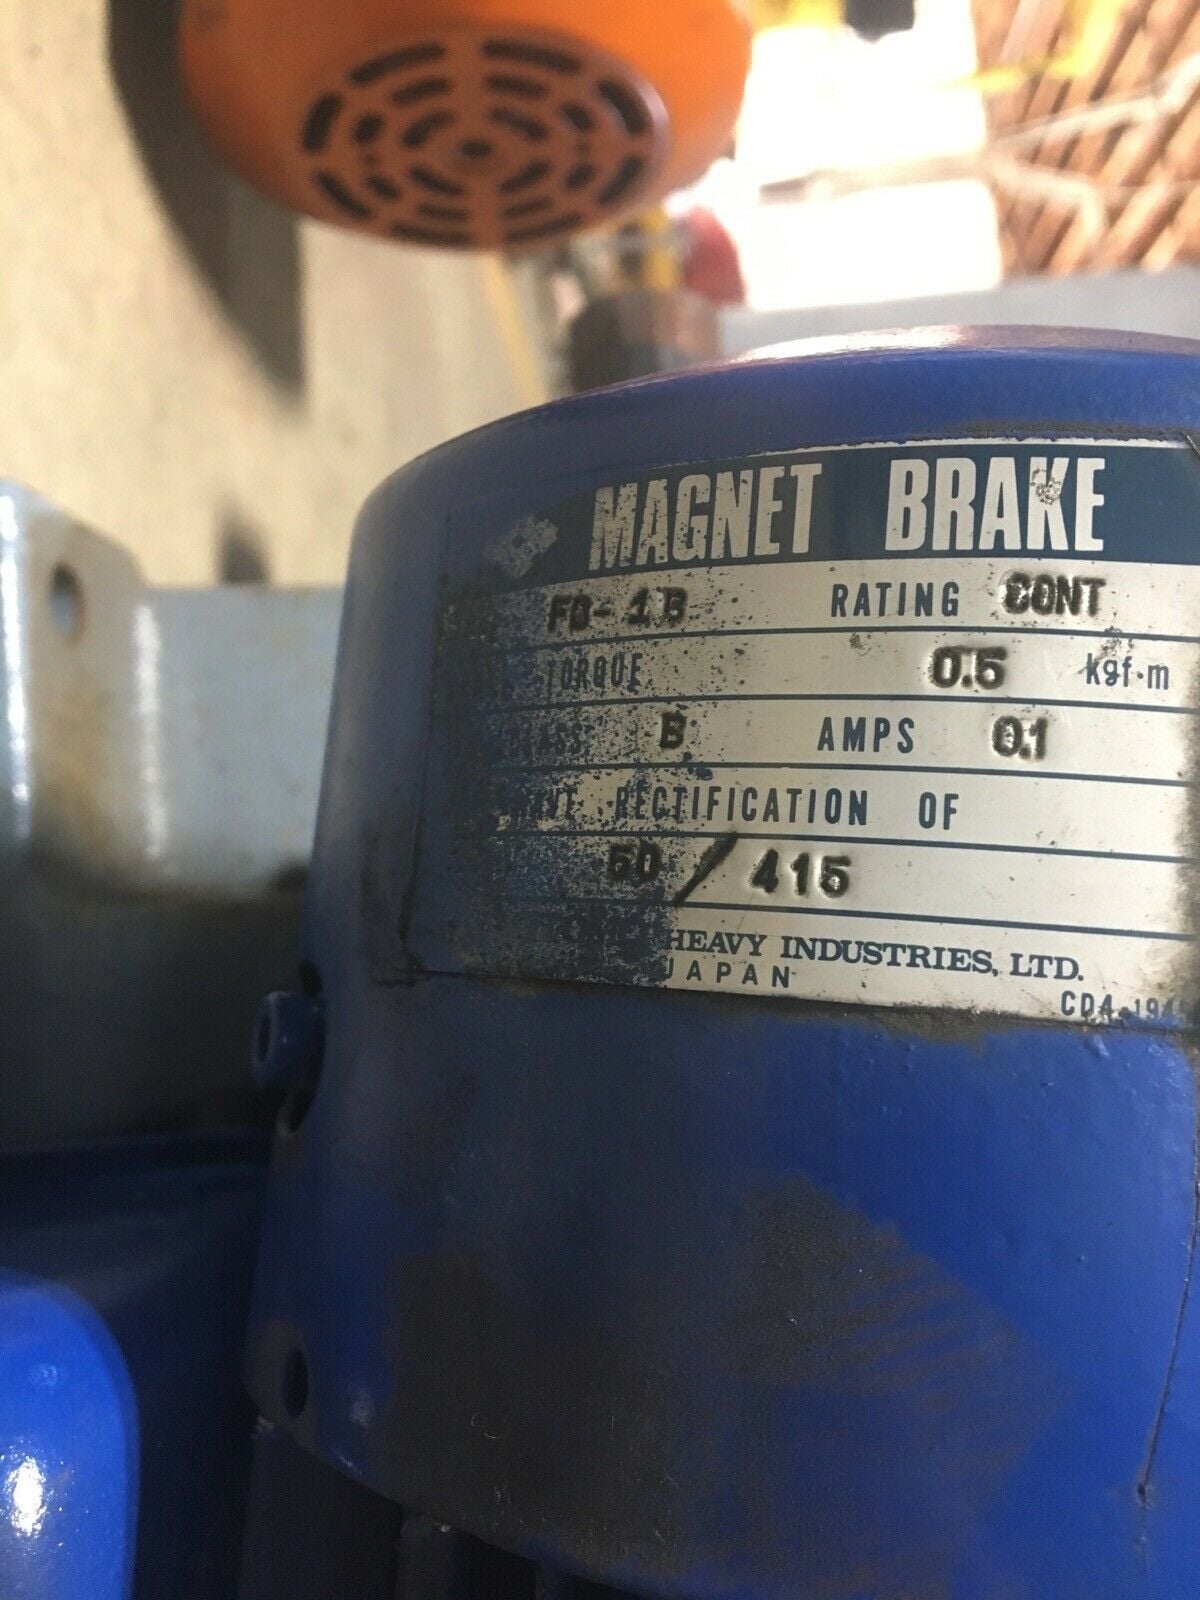 MAGNET BRAKE
FB-1B RATING CONT
TORQUE 0.5 kgf·m
B AMPS 0.1
RECTIFICATION OF
50 / 415
HEAVY INDUSTRIES, LTD.
JAPAN